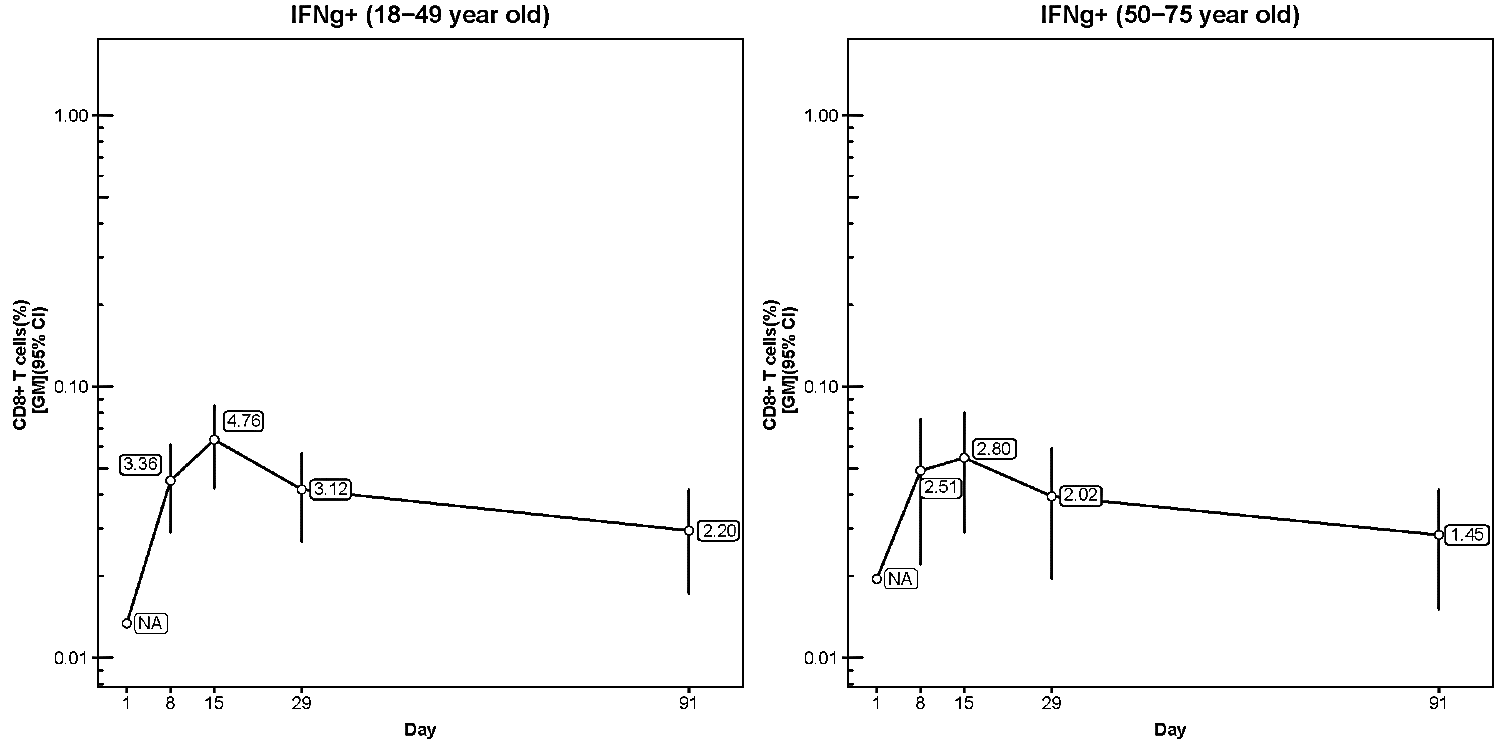 IFNg+ (18−49 year old)
1.00
0.10
0.01
CD8+ T cells(%)
[GM](95% CI)
NA
3.36
4.76
3.12
2.20
1
8
15
29
91
Day
IFNg+ (50−75 year old)
1.00
0.10
0.01
CD8+ T cells(%)
[GM](95% CI)
NA
2.51
2.80
2.02
1.45
1
8
15
29
91
Day